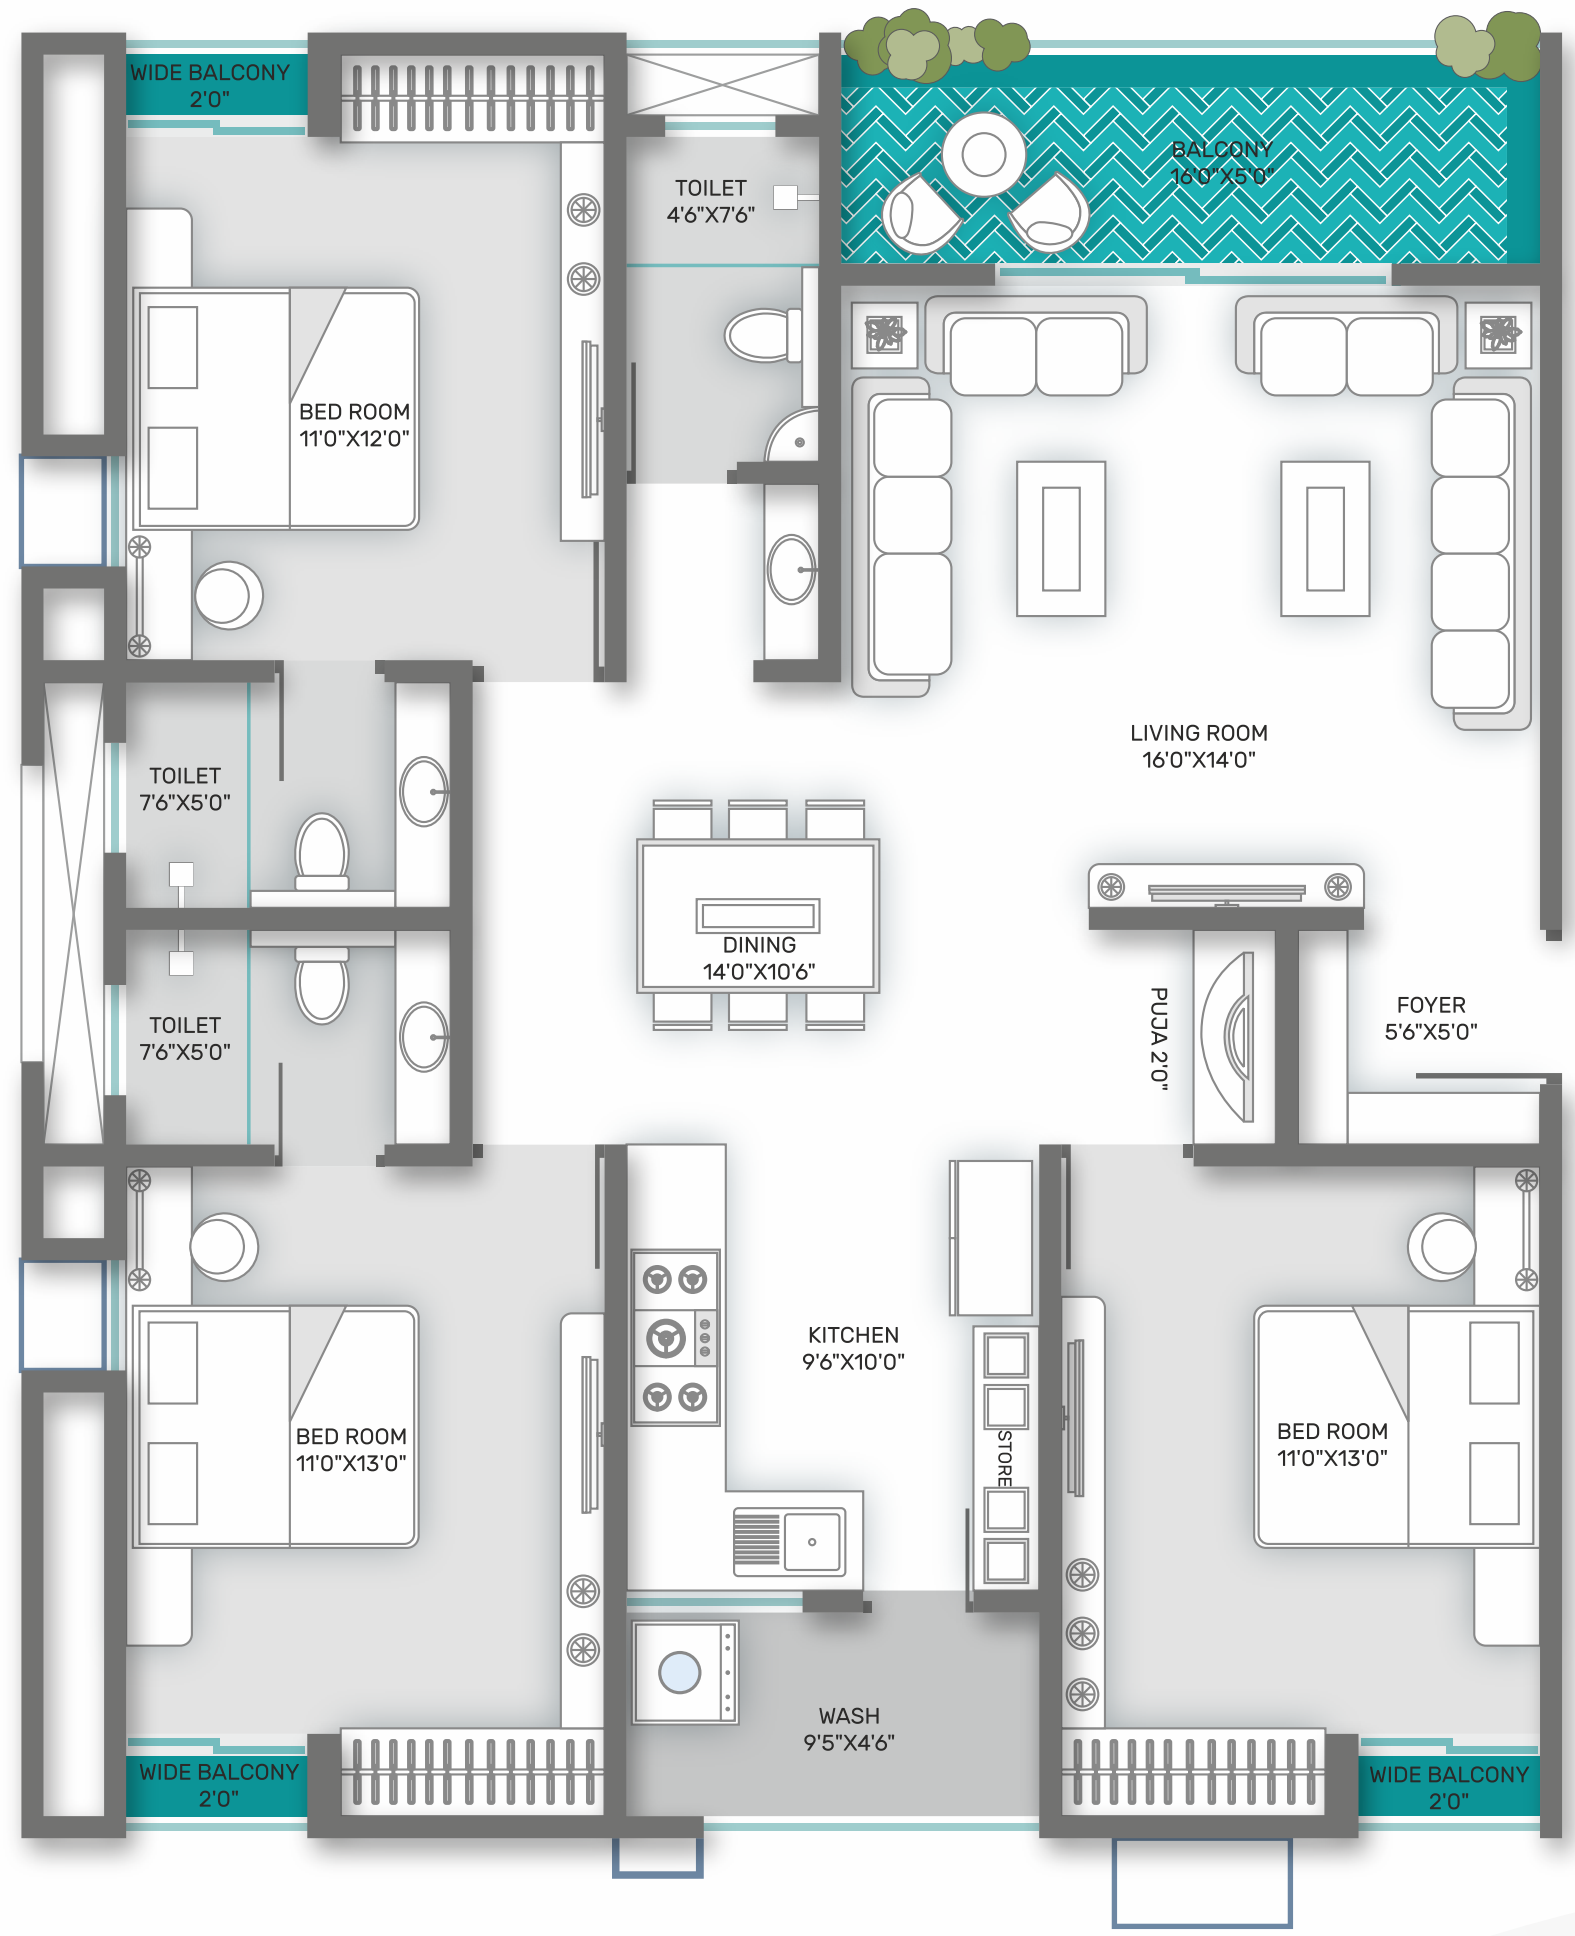 WIDE BALCONY
2'0"
TOILET
4'6"X7'6"
BALCONY
16'0"X5'0"
BED ROOM
11'0"X12'0"
LIVING ROOM
16'0"X14'0"
TOILET
7'6"X5'0"
DINING
14'0"X10'6"
TOILET
7'6"X5'0"
PUJA 2'0"
FOYER
5'6"X5'0"
KITCHEN
9'6"X10'0"
STORE
BED ROOM
11'0"X13'0"
BED ROOM
11'0"X13'0"
WASH
9'5"X4'6"
WIDE BALCONY
2'0"
WIDE BALCONY
2'0"